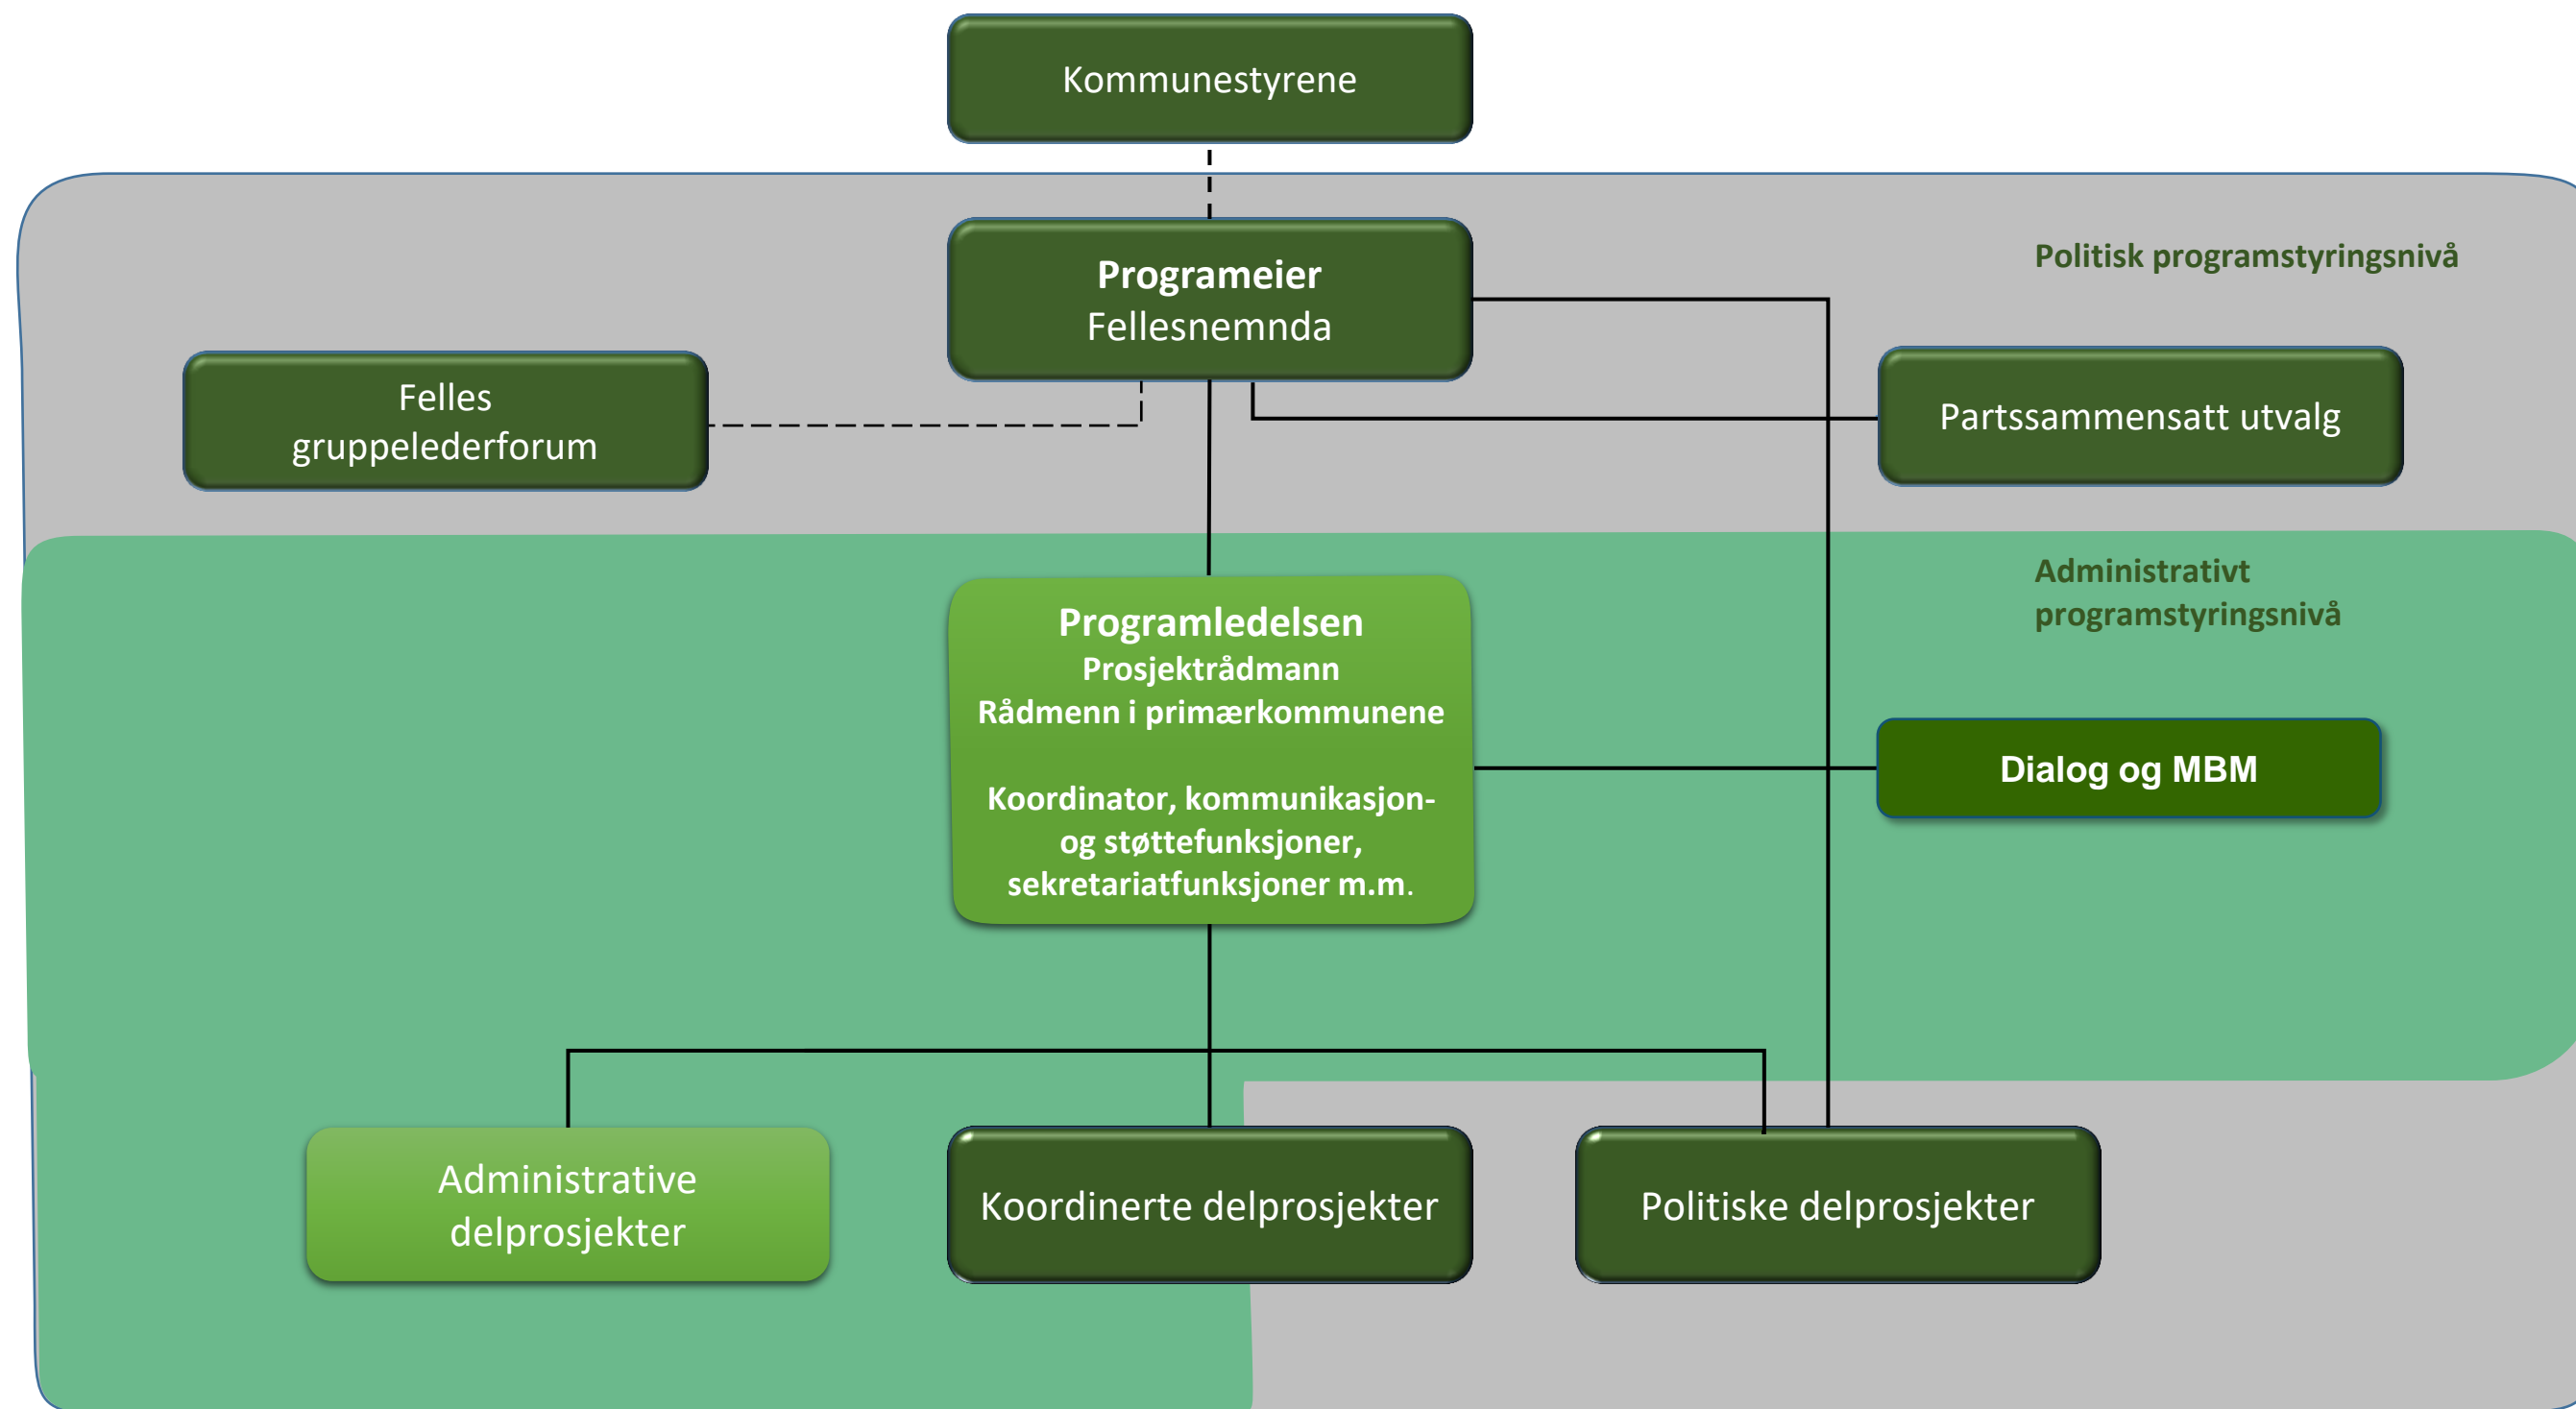 Kommunestyrene
Programeier
Fellesnemnda
Politisk programstyringsnivå
Felles
gruppelederforum
Partssammensatt utvalg
Administrativt
programstyringsnivå
Programledelsen
Prosjektrådmann
Rådmenn i primærkommunene
Koordinator, kommunikasjon-
og støttefunksjoner,
sekretariatfunksjoner m.m.
Dialog og MBM
Administrative
delprosjekter
Koordinerte delprosjekter
Politiske delprosjekter